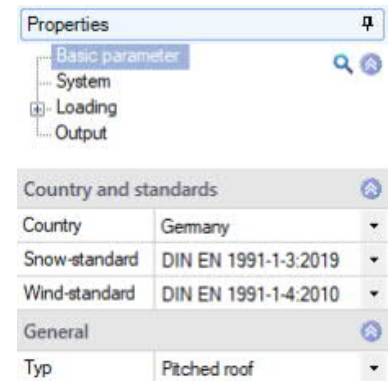 Properties
Basic parameter
System
Loading
Output
Country and standards
Country Germany
Snow-standard DIN EN 1991-1-3:2019
Wind-standard DIN EN 1991-1-4:2010
General
Typ Pitched roof